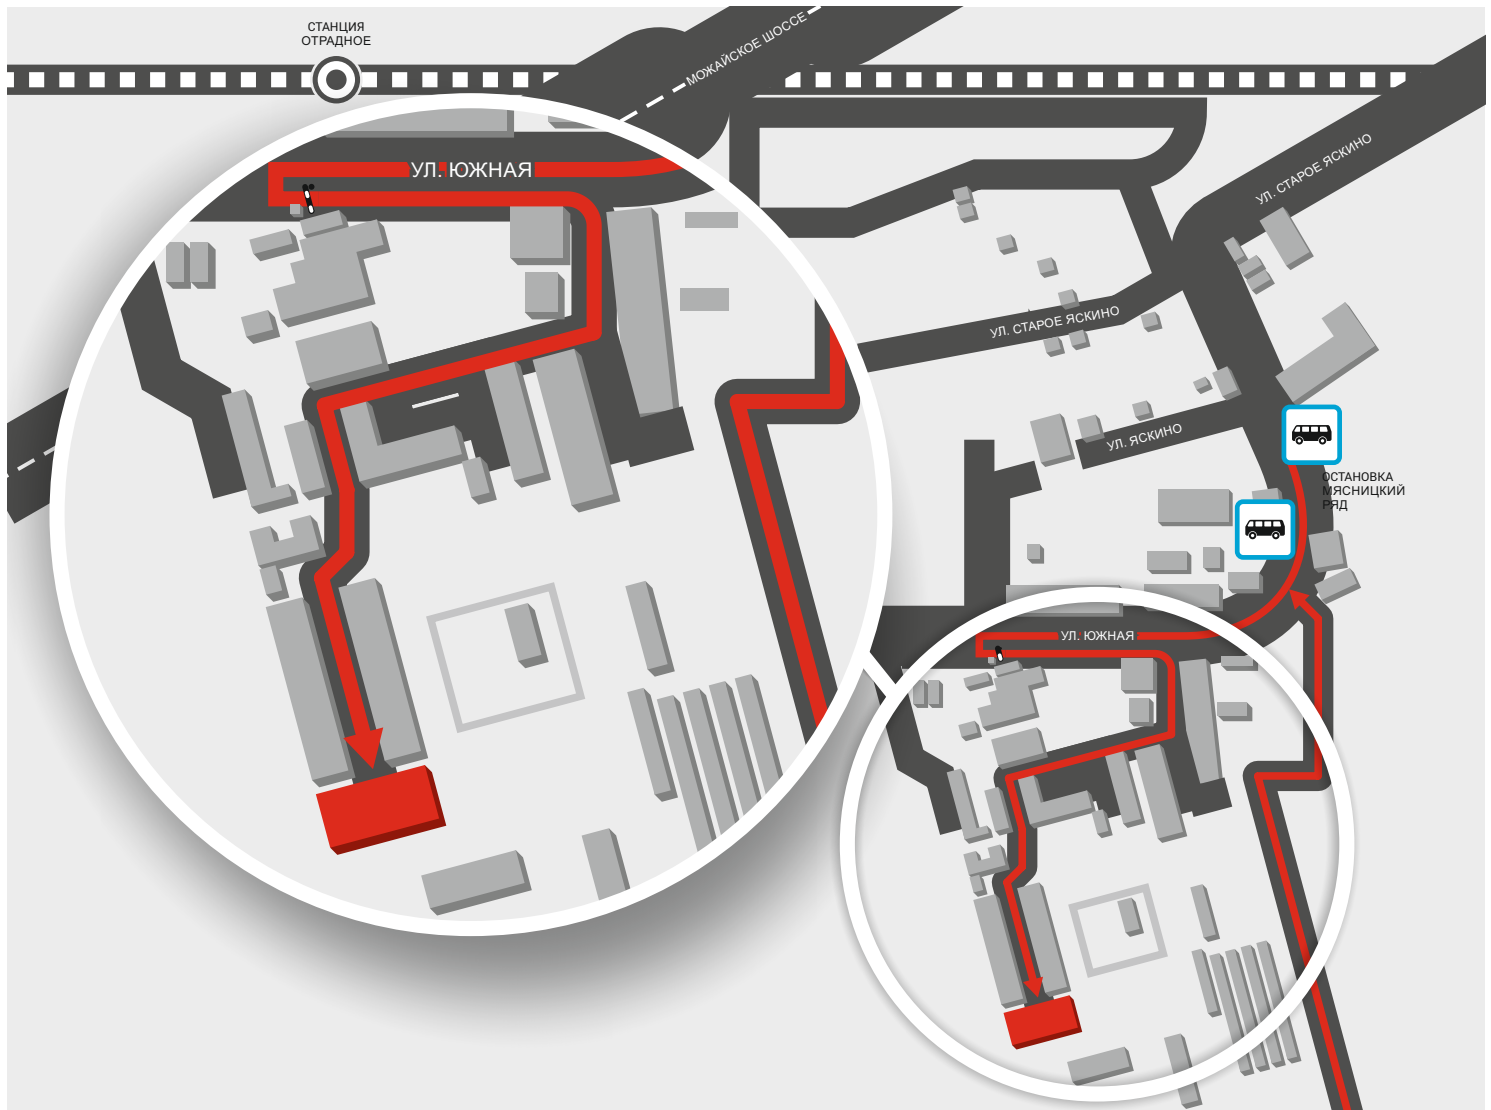 СТАНЦИЯ
ОТРАДНОЕ
МОЖАЙСКОЕ ШОССЕ
УЛ. СТАРОЕ ЯСКИНО
УЛ. ЮЖНАЯ
УЛ. СТАРОЕ ЯСКИНО
УЛ. ЯСКИНО
ОСТАНОВКА
МЯСНИЦКИЙ
РЯД
УЛ. ЮЖНАЯ